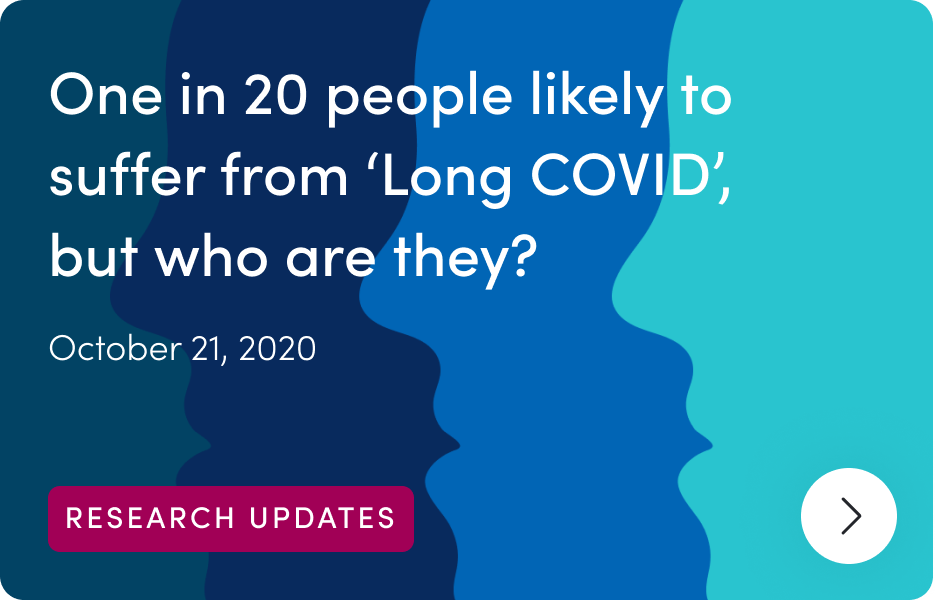 One in 20 people likely to
suffer from ‘Long COVID’,
but who are they?
October 21, 2020
RESEARCH UPDATES